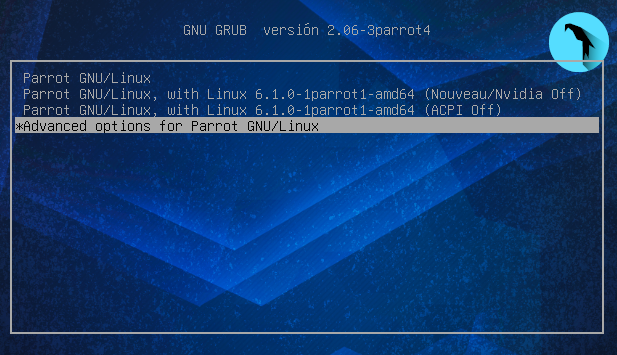 GNU GRUB versión 2.06-3parrot4
Parrot GNU/Linux
Parrot GNU/Linux, with Linux 6.1.0-1parrot1-amd64 (Nouveau/Nvidia Off)
Parrot GNU/Linux, with Linux 6.1.0-1parrot1-amd64 (ACPI Off)
*Advanced options for Parrot GNU/Linux